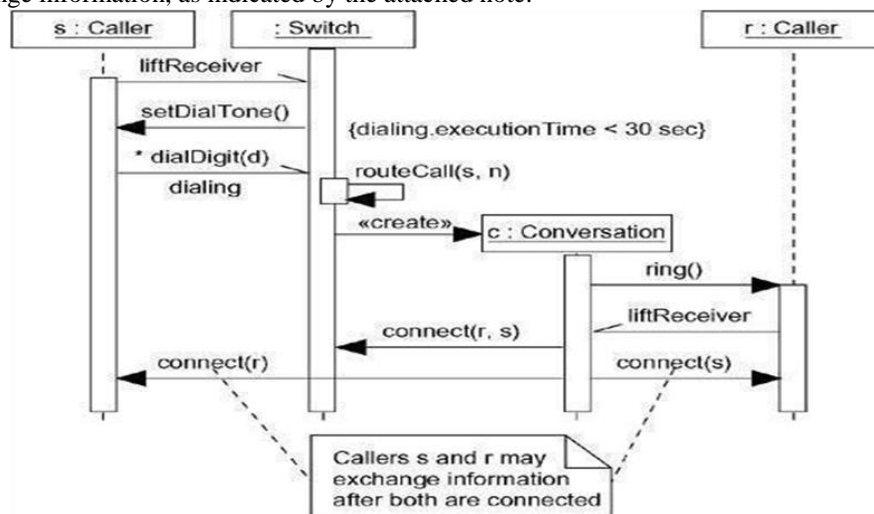 nge information, as indicated by the attached note.
s : Caller
: Switch
r : Caller
liftReceiver
setDialTone()
{dialing.executionTime < 30 sec}
* dialDigit(d)
dialing
routeCall(s, n)
«create»
c : Conversation
ring()
liftReceiver
connect(r, s)
connect(r)
connect(s)
Callers s and r may
exchange information
after both are connected